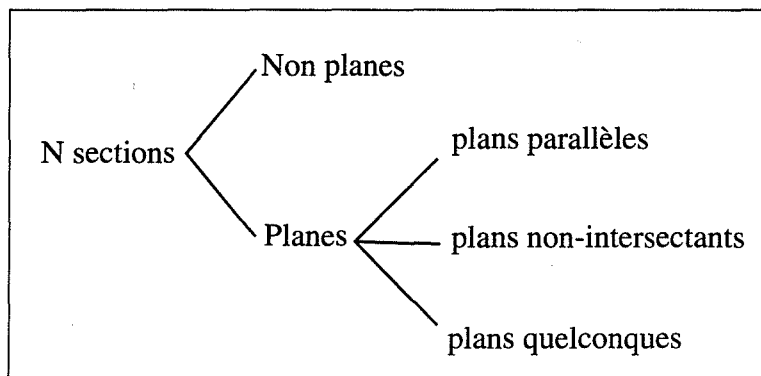 Non planes
N sections
plans parallèles
Planes
plans non-intersectants
plans quelconques